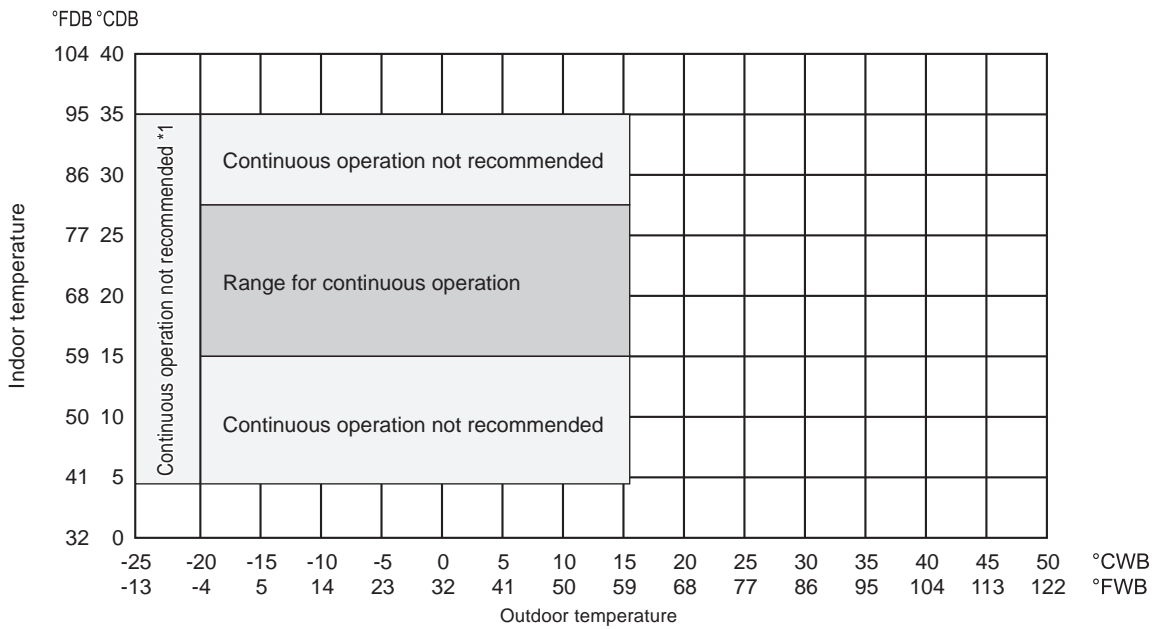 °FDB °CDB
104 40
95 35
Continuous operation not recommended *1
Continuous operation not recommended
86 30
77 25
Range for continuous operation
68 20
Indoor temperature
59 15
50 10
Continuous operation not recommended
41 5
32 0
-25 -20 -15 -10 -5 0 5 10 15 20 25 30 35 40 45 50 °CWB
-13 -4 5 14 23 32 41 50 59 68 77 86 95 104 113 122 °FWB
Outdoor temperature